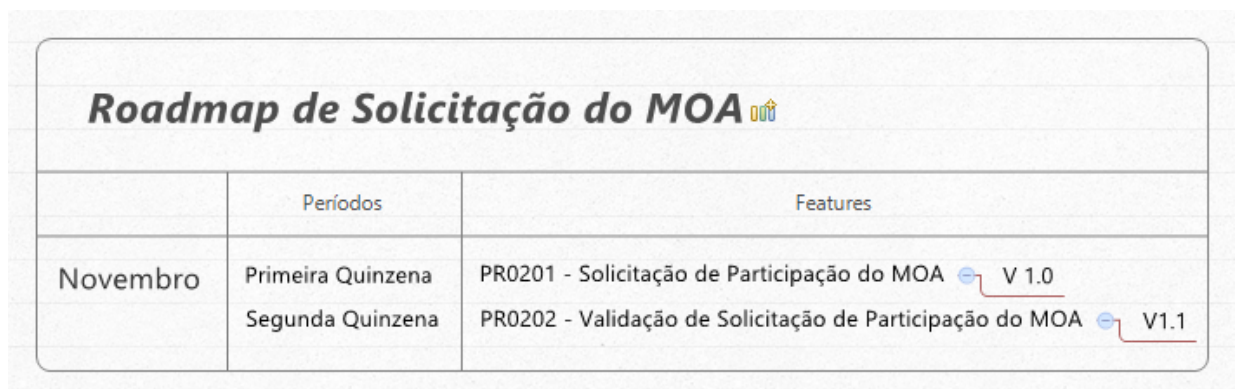 Roadmap de Solicitação do MOA
Períodos Features
Novembro Primeira Quinzena PR0201 - Solicitação de Participação do MOA V 1.0
Segunda Quinzena PR0202 - Validação de Solicitação de Participação do MOA V1.1